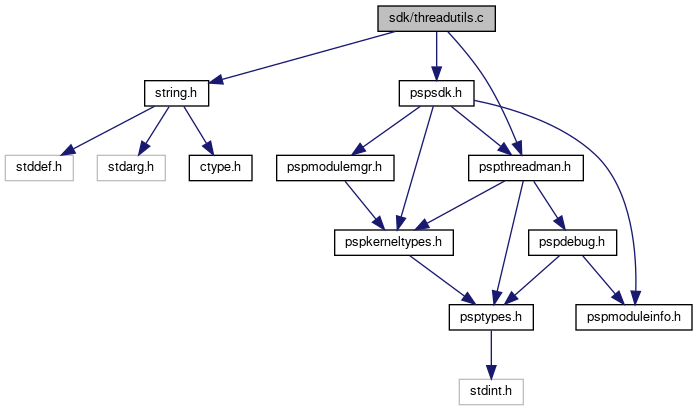 sdk/threadutils.c
string.h
pspsdk.h
stddef.h
stdarg.h
ctype.h
pspmodulemgr.h
pspthreadman.h
pspkerneltypes.h
pspdebug.h
psptypes.h
pspmoduleinfo.h
stdint.h